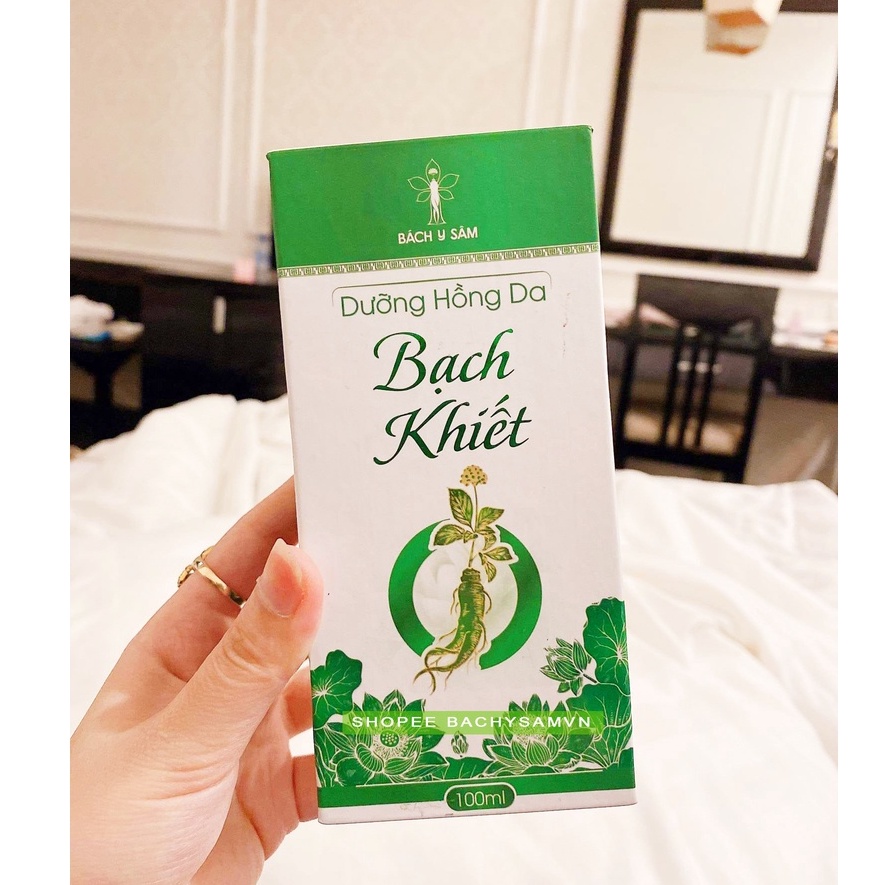 BÁCH Y SÂM
Dưỡng Hồng Da
Bạch
Khiết
SHOPEE BACHYSAMVN
100ml